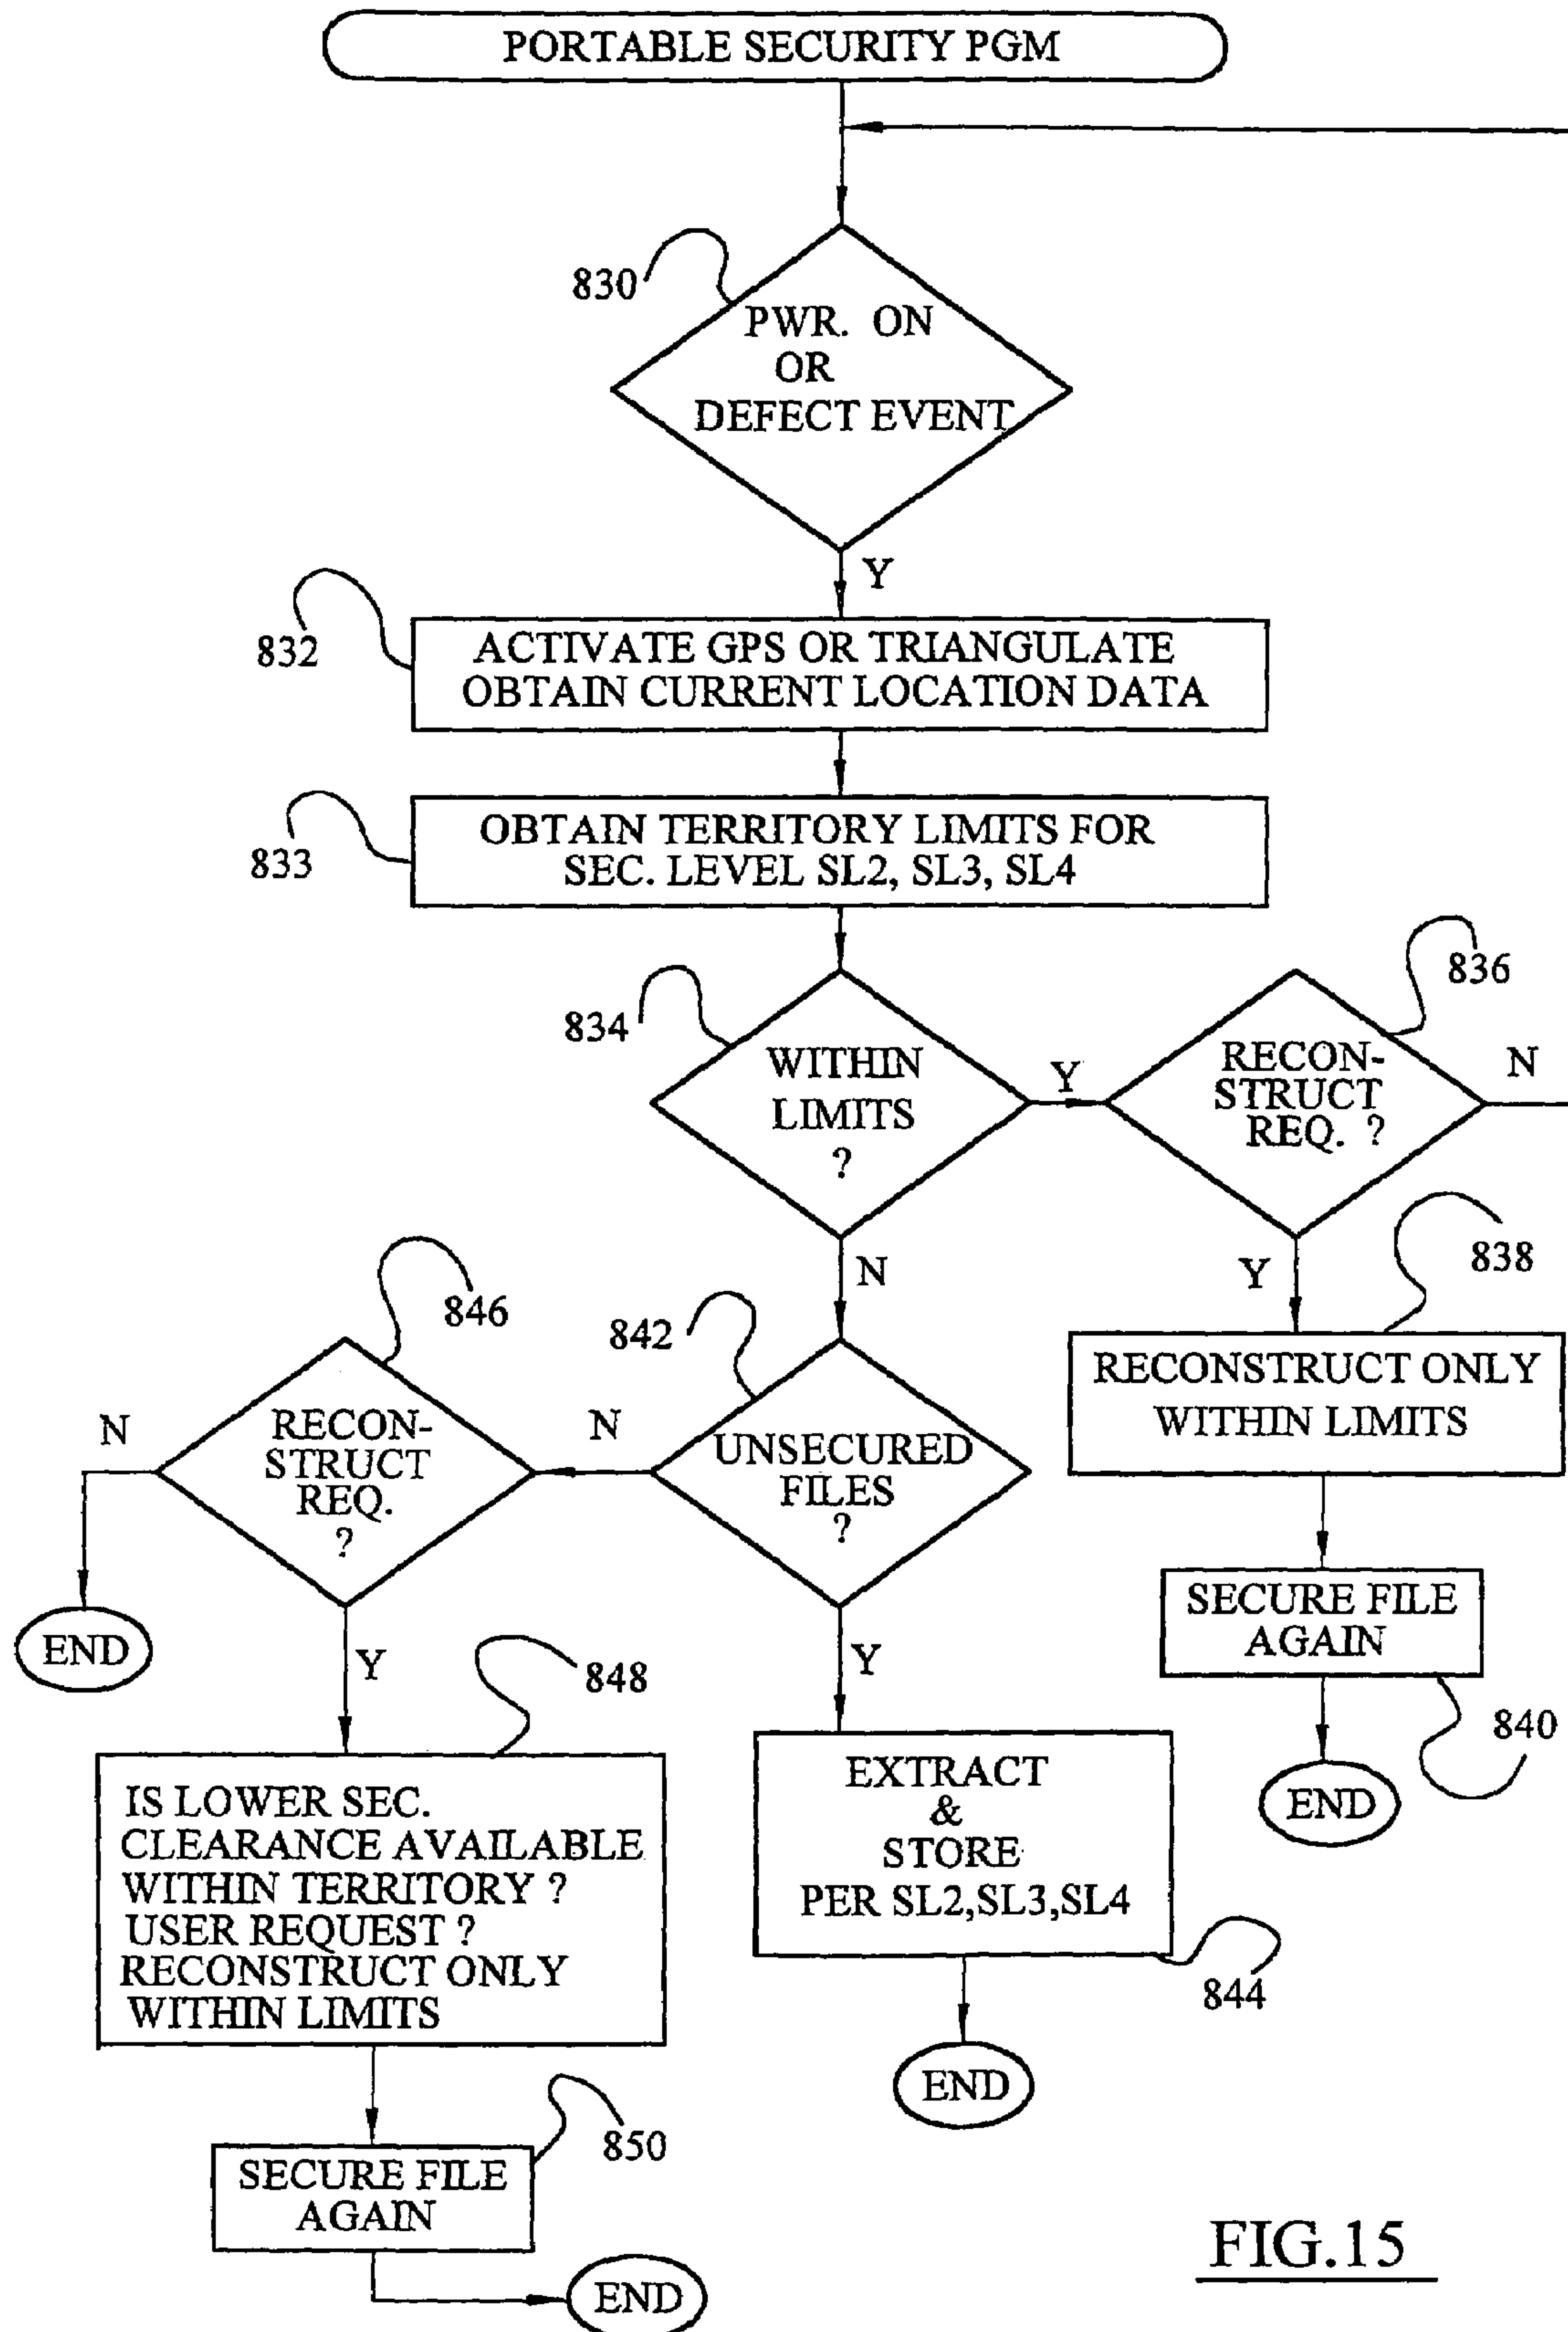 PORTABLE SECURITY PGM
830
PWR. ON
OR
DEFECT EVENT
Y
832
ACTIVATE GPS OR TRIANGULATE
OBTAIN CURRENT LOCATION DATA
833
OBTAIN TERRITORY LIMITS FOR
SEC. LEVEL SL2, SL3, SL4
834
WITHIN
LIMITS
?
Y
836
RECON-
STRUCT
REQ. ?
N
N
Y
838
RECONSTRUCT ONLY
WITHIN LIMITS
846
842
N
RECON-
STRUCT
REQ.
?
N
UNSECURED
FILES
?
SECURE FILE
AGAIN
840
END
END
Y
848
Y
IS LOWER SEC.
CLEARANCE AVAILABLE
WITHIN TERRITORY ?
USER REQUEST ?
RECONSTRUCT ONLY
WITHIN LIMITS
EXTRACT
&
STORE
PER SL2,SL3,SL4
844
END
850
SECURE FILE
AGAIN
END
FIG.15